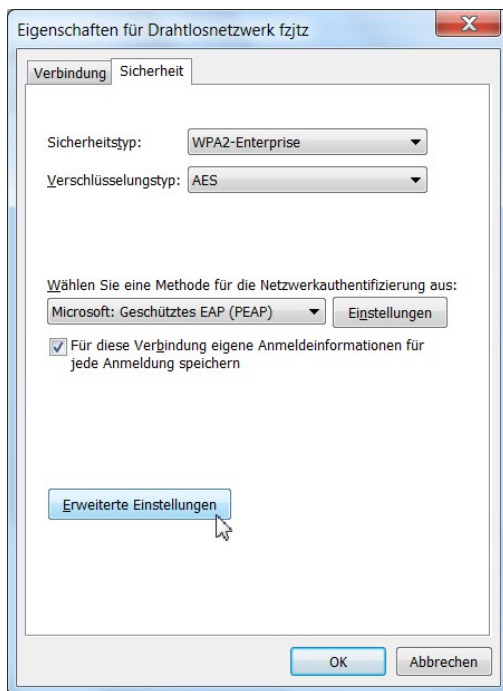 Eigenschaften für Drahtlosnetzwerk fzjtz
Verbindung Sicherheit
Sicherheitstyp: WPA2-Enterprise
Verschlüsselungstyp: AES
Wählen Sie eine Methode für die Netzwerkauthentifizierung aus:
Microsoft: Geschütztes EAP (PEAP) Einstellungen
Für diese Verbindung eigene Anmeldeinformationen für
jede Anmeldung speichern
Erweiterte Einstellungen
OK Abbrechen